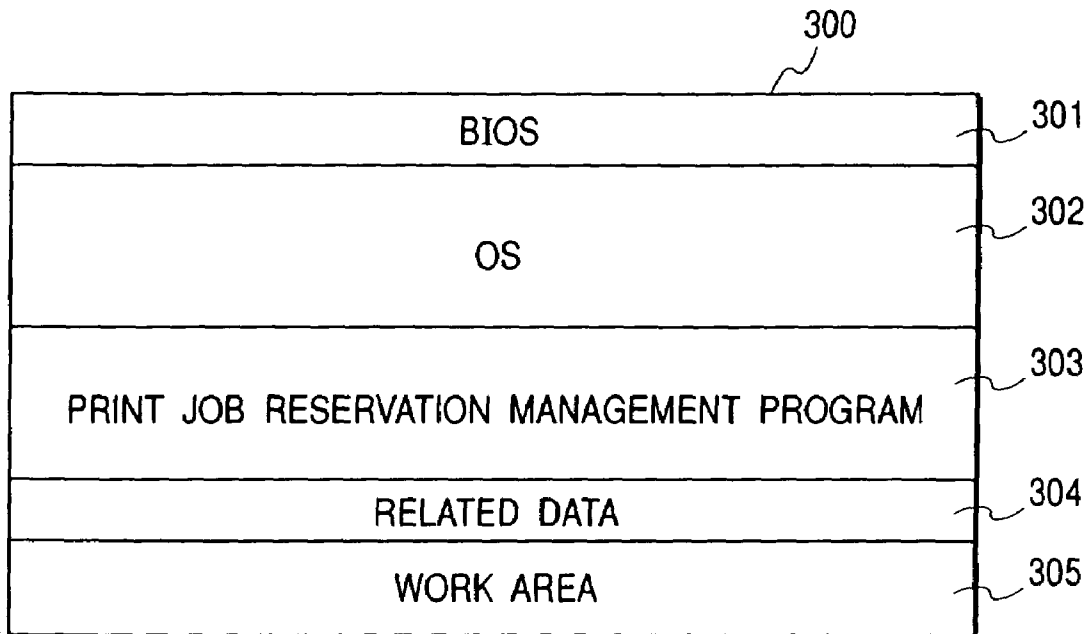 300
BIOS 301
OS 302
PRINT JOB RESERVATION MANAGEMENT PROGRAM 303
RELATED DATA 304
WORK AREA 305